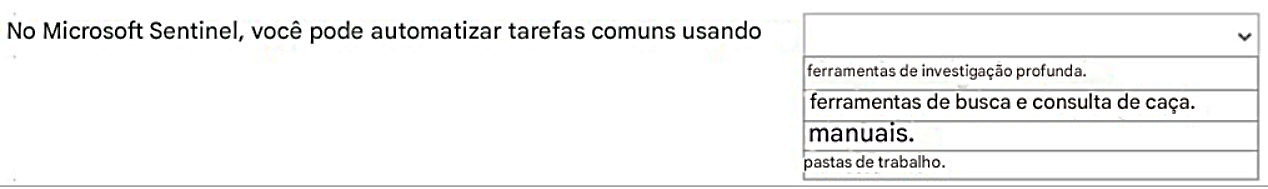 No Microsoft Sentinel, você pode automatizar tarefas comuns usando
ferramentas de investigação profunda.
ferramentas de busca e consulta de caça.
manuais.
pastas de trabalho.